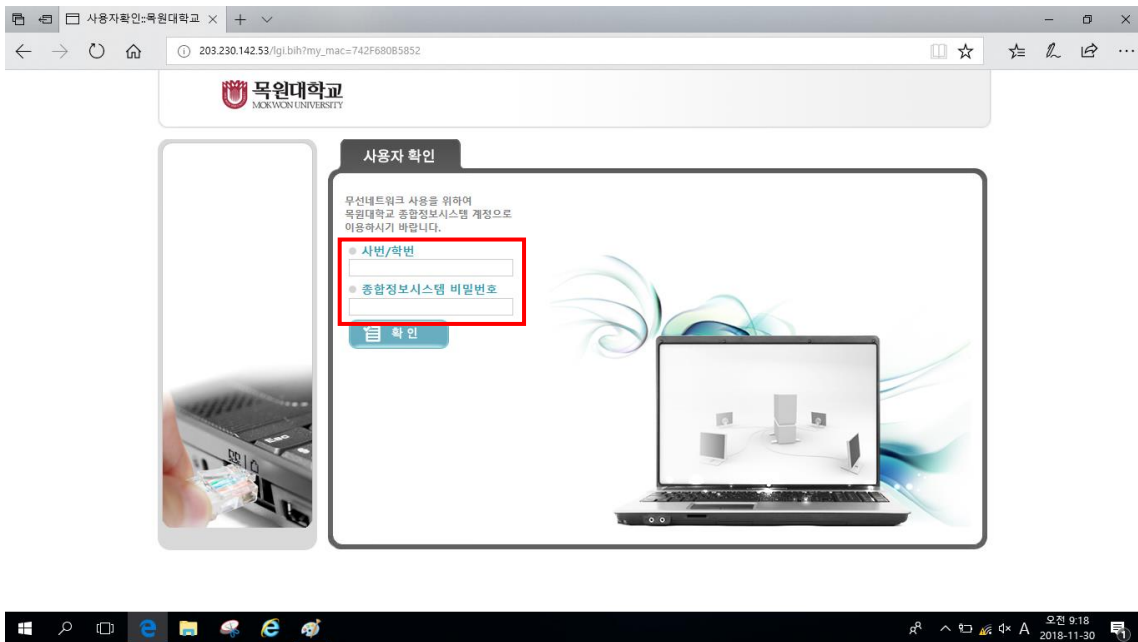 사용자확인::목원대학교
203.230.142.53/lgi.bih?my_mac=742F680B5852
목원대학교
MOKWON UNIVERSITY
사용자 확인
무선네트워크 사용을 위하여
목원대학교 종합정보시스템 계정으로
이용하시기 바랍니다.
사번/학번
종합정보시스템 비밀번호
확 인
Esc
A
오전 9:18
2018-11-30